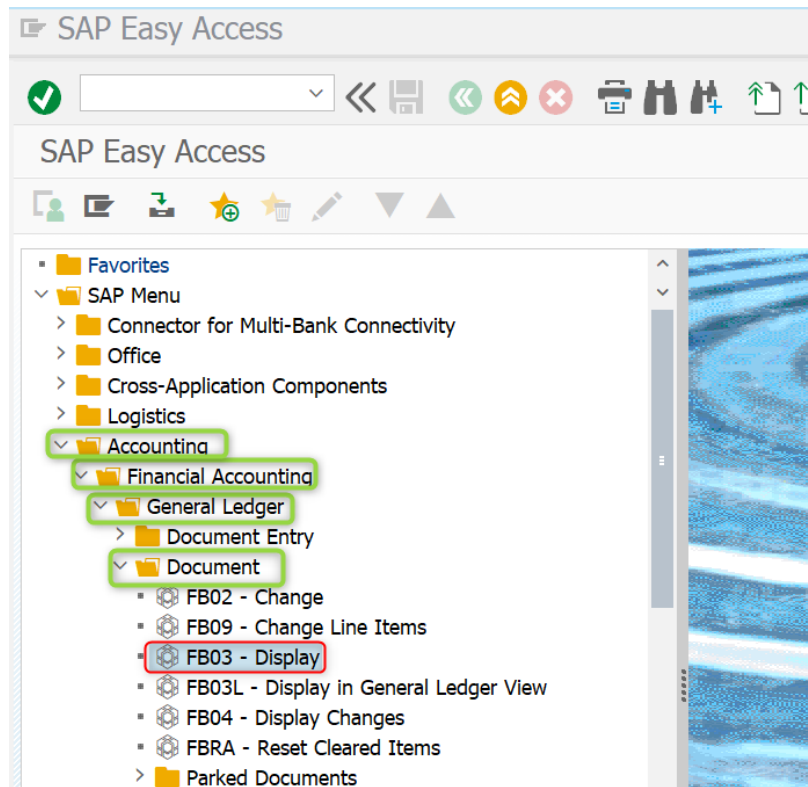 SAP Easy Access
SAP Easy Access
Favorites
SAP Menu
Connector for Multi-Bank Connectivity
Office
Cross-Application Components
Logistics
Accounting
Financial Accounting
General Ledger
Document Entry
Document
FB02 - Change
FB09 - Change Line Items
FB03 - Display
FB03L - Display in General Ledger View
FB04 - Display Changes
FBRA - Reset Cleared Items
Parked Documents